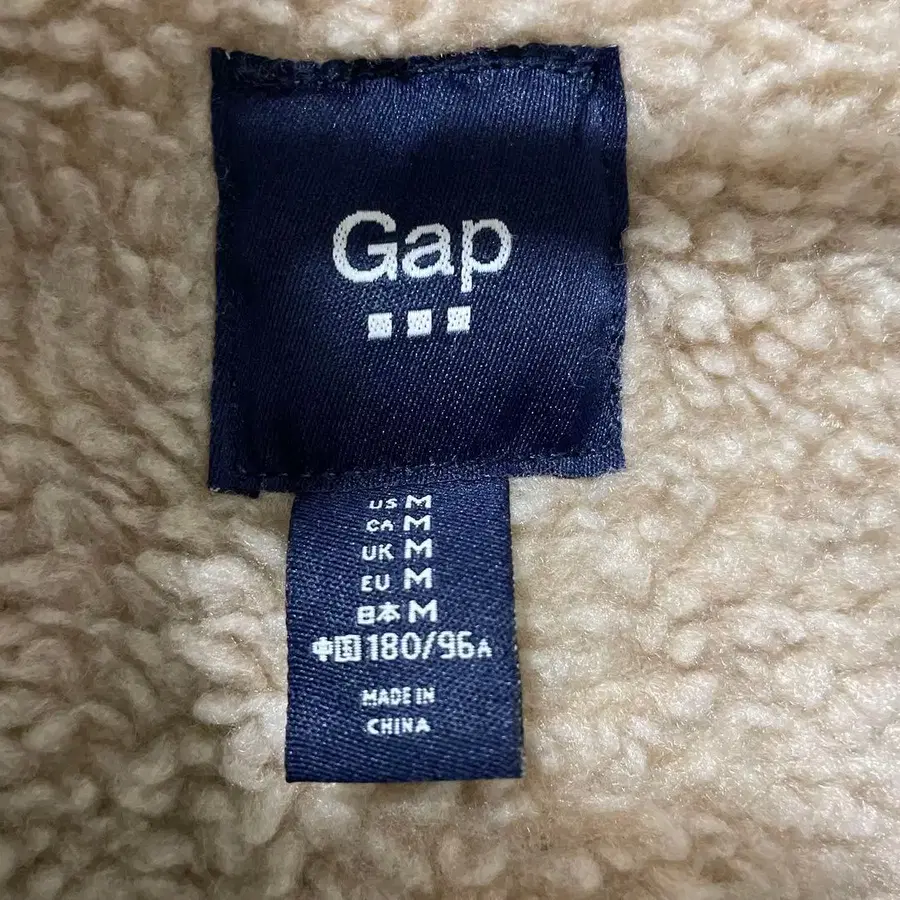 Gap
US M
CA M
UK M
EU M
日本 M
中国 180/96A
MADE IN
CHINA